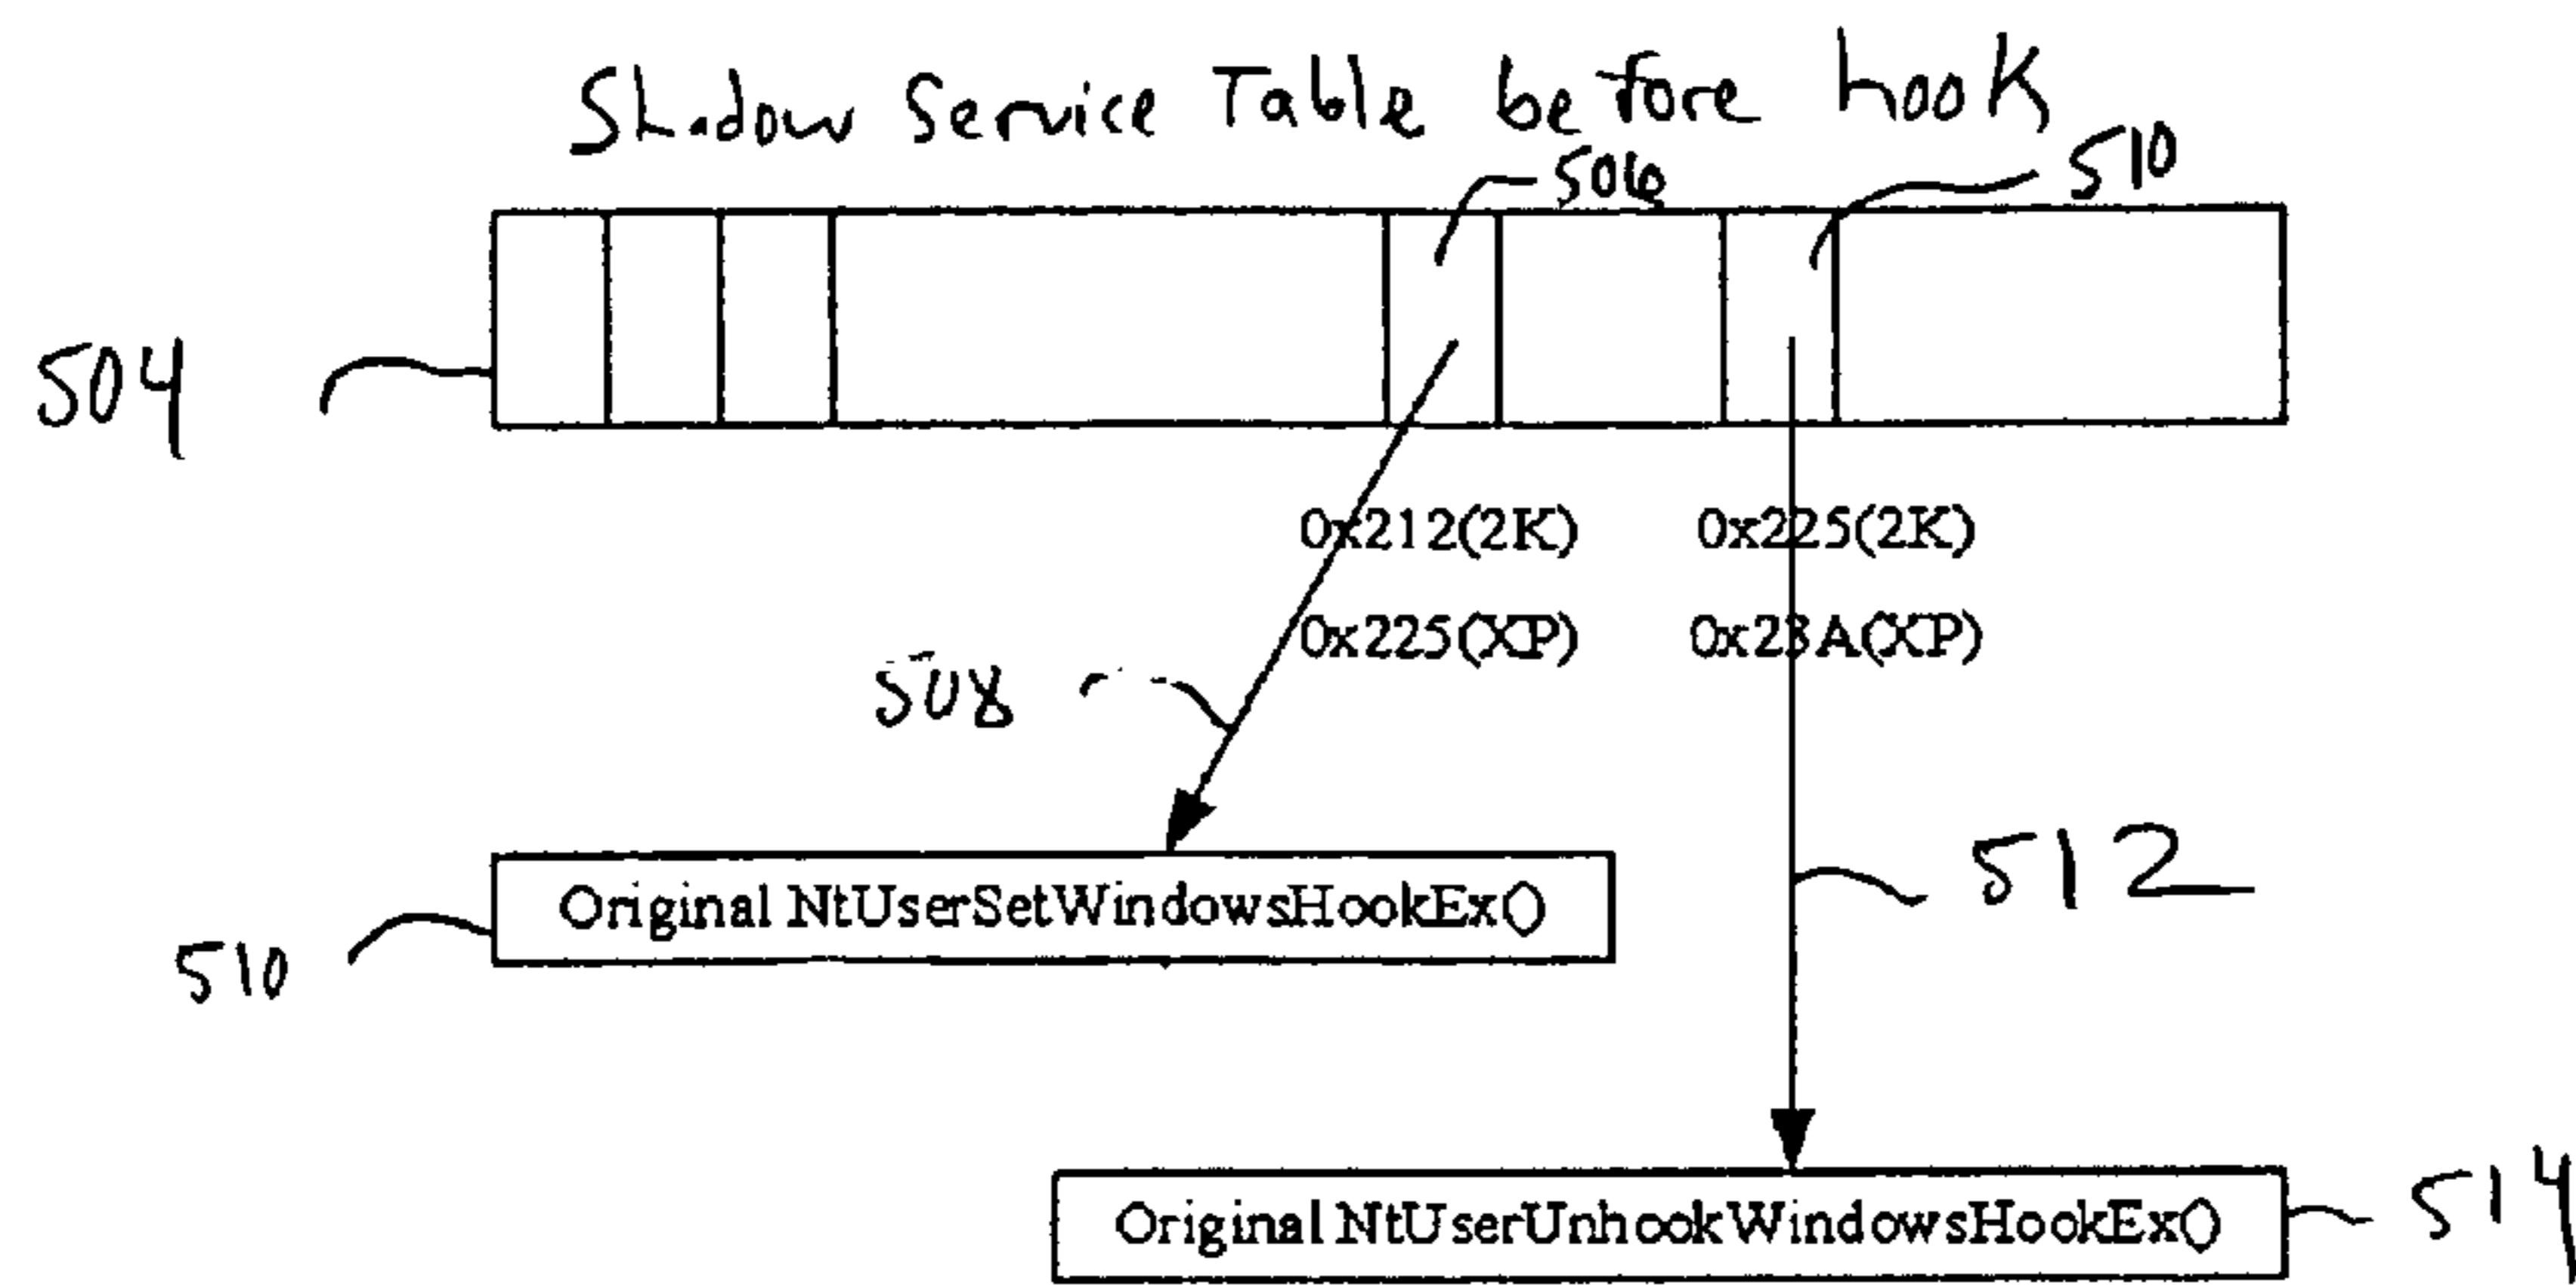 Shadow Service Table before hook
506
510
504
0x212(2K) 0x225(2K)
0x225(XP) 0x23A(XP)
508
512
Original NtUserSetWindowsHookEx()
510
514
Original NtUserUnhookWindowsHookEx()